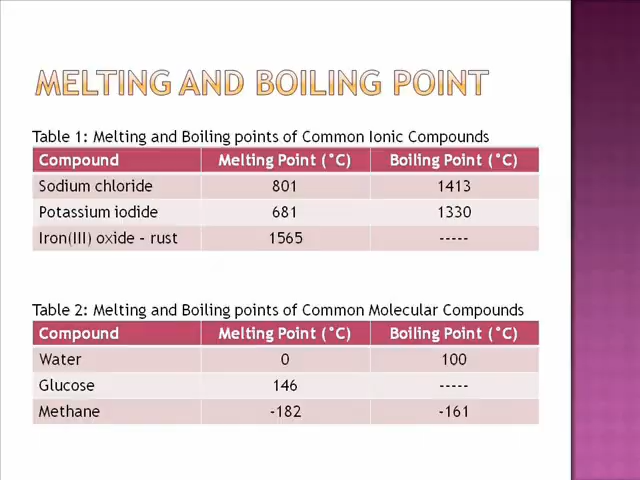 MELTING AND BOILING POINT
Table 1: Melting and Boiling points of Common Ionic Compounds
Compound Melting Point (°C) Boiling Point (°C)
Sodium chloride 801 1413
Potassium iodide 681 1330
Iron(III) oxide – rust 1565 -----
Table 2: Melting and Boiling points of Common Molecular Compounds
Compound Melting Point (°C) Boiling Point (°C)
Water 0 100
Glucose 146 -----
Methane -182 -161